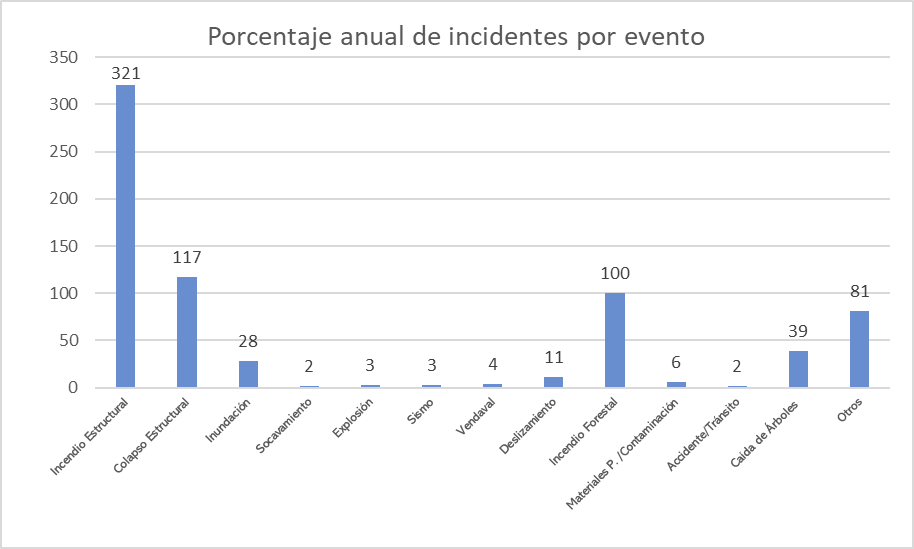 Porcentaje anual de incidentes por evento
350
300
250
200
150
100
50
0
321
117
28
2
3
3
4
11
100
6
2
39
81
Incendio Estructural
Colapso Estructural
Inundación
Socavamiento
Explosión
Sismo
Vendaval
Deslizamiento
Incendio Forestal
Materiales P. /Contaminación
Accidente/Tránsito
Caida de Árboles
Otros